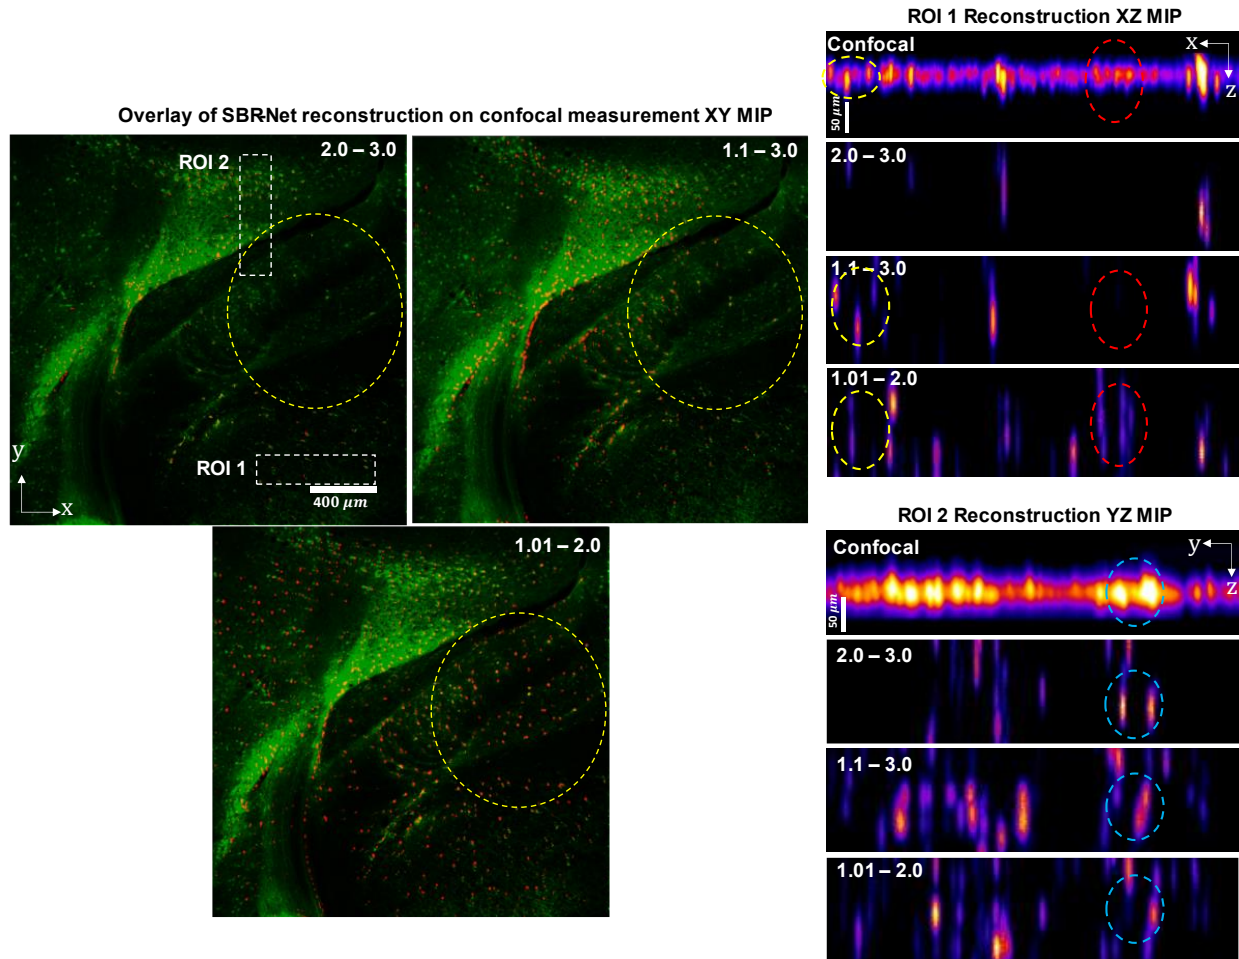 Overlay of SBR-Net reconstruction on confocal measurement XY MIP
2.0 – 3.0
ROI 2
ROI 1
400 μm
y
x
1.1 – 3.0
1.01 – 2.0
ROI 1 Reconstruction XZ MIP
Confocal
x
z
50 μm
2.0 – 3.0
1.1 – 3.0
1.01 – 2.0
ROI 2 Reconstruction YZ MIP
Confocal
y
z
50 μm
2.0 – 3.0
1.1 – 3.0
1.01 – 2.0